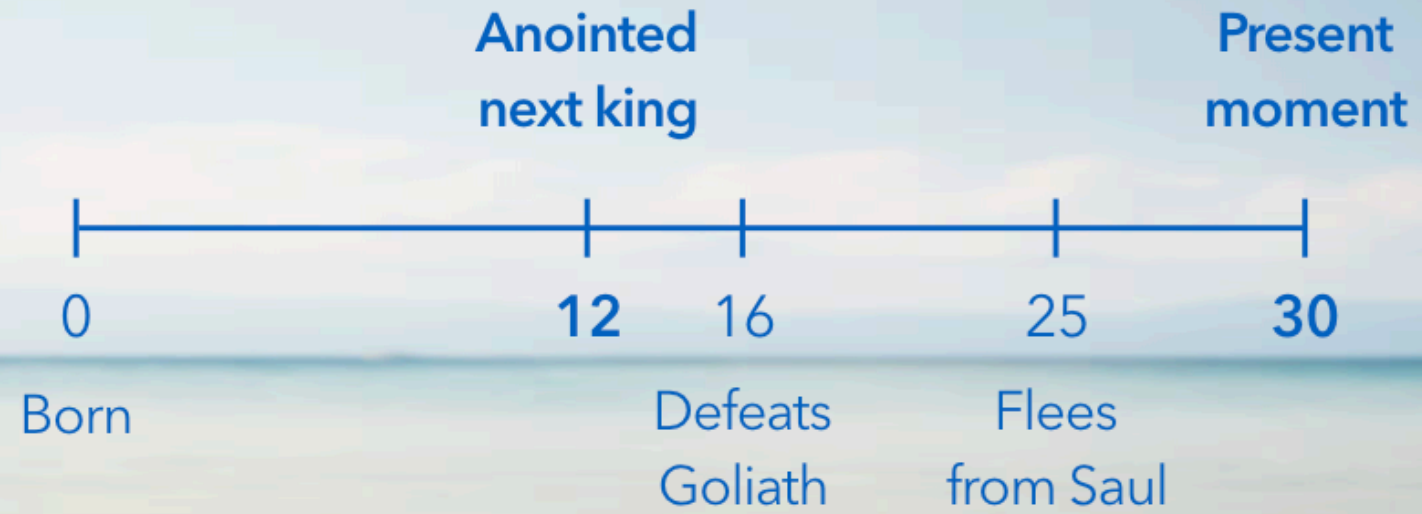 Anointed
next king
Present
moment
0
12
16
25
30
Born
Defeats
Goliath
Flees
from Saul